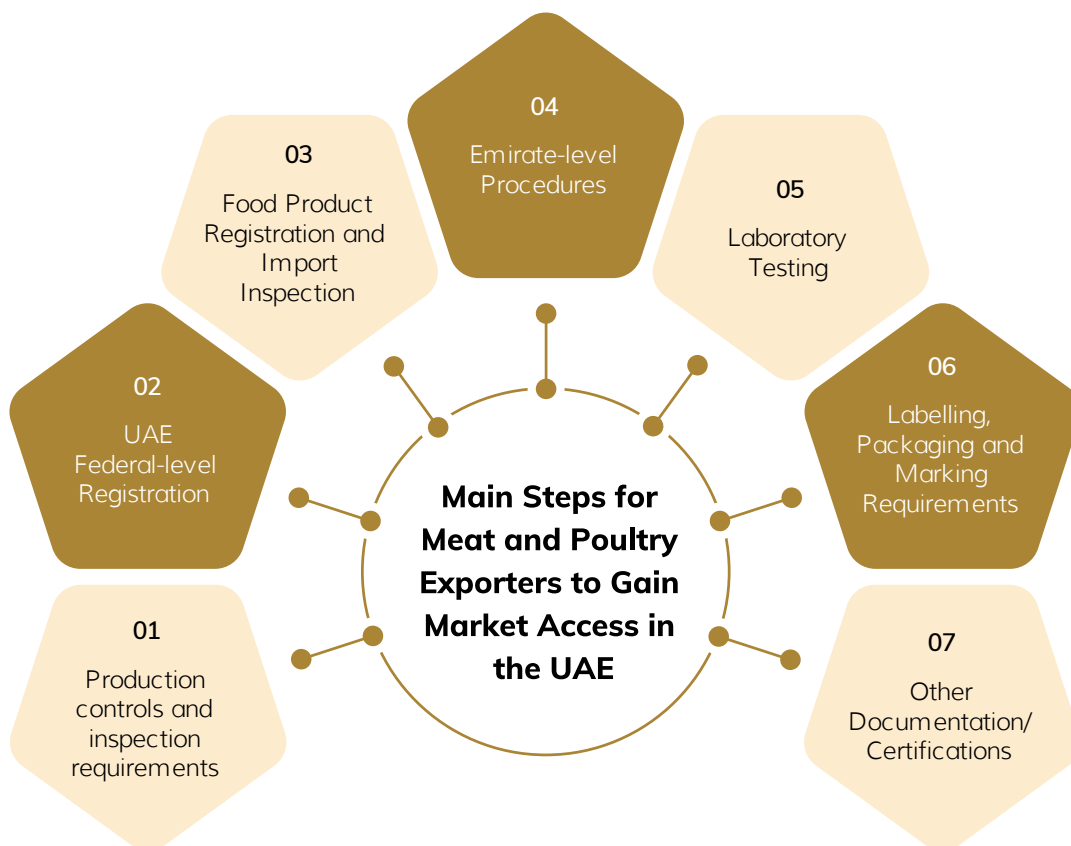 Main Steps for
Meat and Poultry
Exporters to Gain
Market Access in
the UAE
01
Production
controls and
inspection
requirements
02
UAE
Federal-level
Registration
03
Food Product
Registration and
Import
Inspection
04
Emirate-level
Procedures
05
Laboratory
Testing
06
Labelling,
Packaging and
Marking
Requirements
07
Other
Documentation/
Certifications